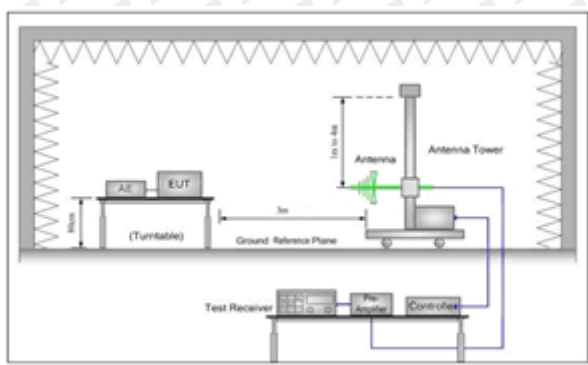 1m to 4m
Antenna
Antenna Tower
AE
EUT
80cm
3m
(Turntable)
Ground Reference Plane
Test Receiver
Pre-
Amplifier
Controller